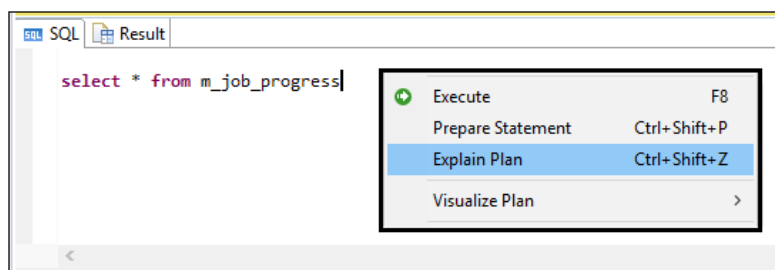 SQL Result
select * from m_job_progress
Execute F8
Prepare Statement Ctrl+Shift+P
Explain Plan Ctrl+Shift+Z
Visualize Plan >